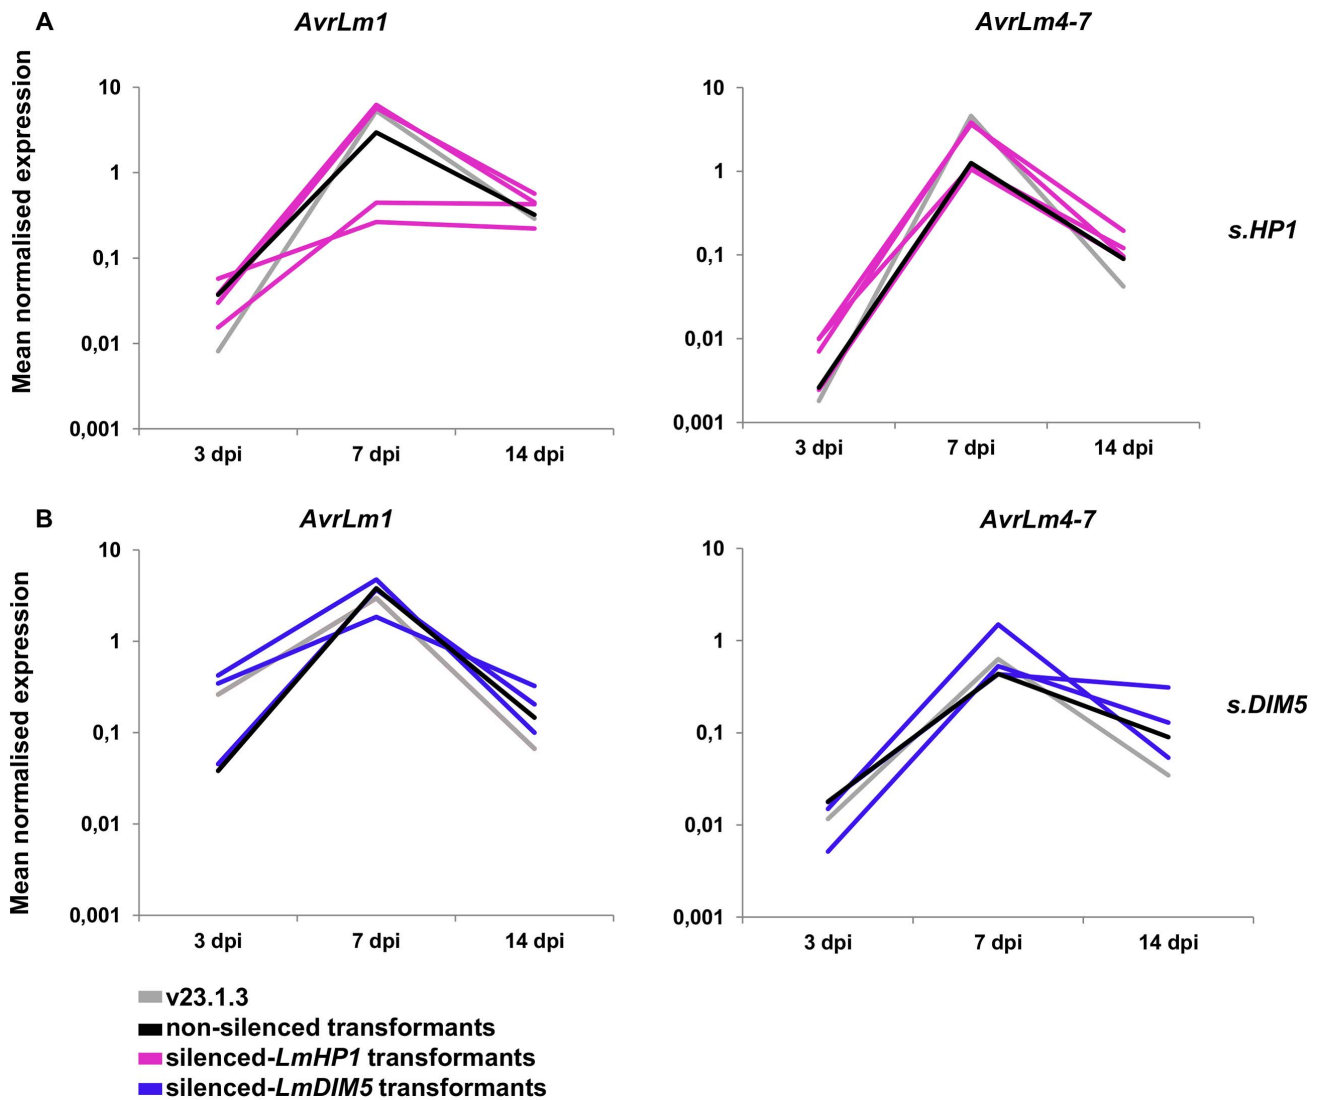 A
AvrLm1
AvrLm4-7
Mean normalised expression
10
1
0,1
0,01
0,001
3 dpi
7 dpi
14 dpi
10
1
0,1
0,01
0,001
3 dpi
7 dpi
14 dpi
s.HP1
B
AvrLm1
AvrLm4-7
Mean normalised expression
10
1
0,1
0,01
0,001
3 dpi
7 dpi
14 dpi
10
1
0,1
0,01
0,001
3 dpi
7 dpi
14 dpi
s.DIM5
v23.1.3
non-silenced transformants
silenced-LmHP1 transformants
silenced-LmDIM5 transformants